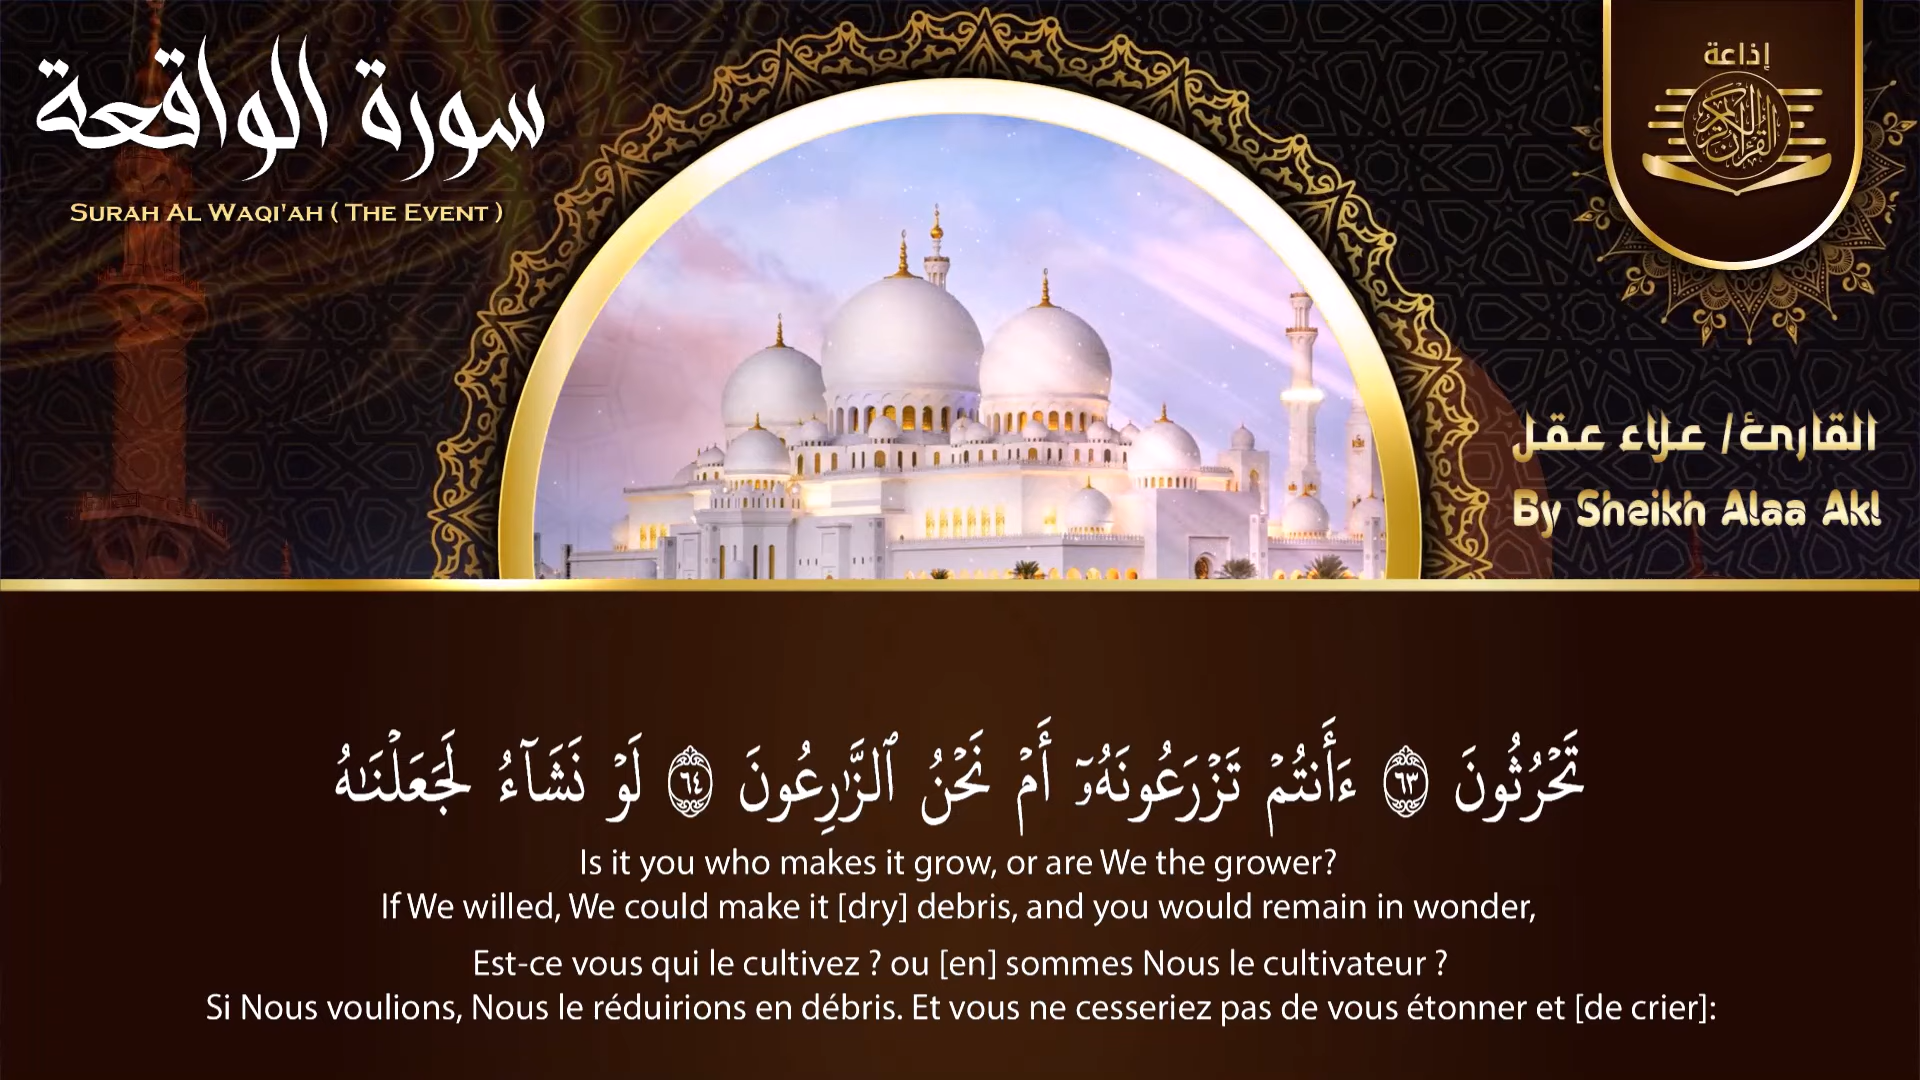 سورة الواقعة
SURAH AL WAQI'AH ( THE EVENT )
إذاعة
القرآن الكريم
القارئ/ علاء عقل
By Sheikh Alaa Akl
تَحْرُثُونَ ٦٣ ءَأَنتُمْ تَزْرَعُونَهُۥٓ أَمْ نَحْنُ ٱلزَّٰرِعُونَ ٦٤ لَوْ نَشَآءُ لَجَعَلْنَٰهُ
Is it you who makes it grow, or are We the grower?
If We willed, We could make it [dry] debris, and you would remain in wonder,
Est-ce vous qui le cultivez ? ou [en] sommes Nous le cultivateur ?
Si Nous voulions, Nous le réduirions en débris. Et vous ne cesseriez pas de vous étonner et [de crier]: